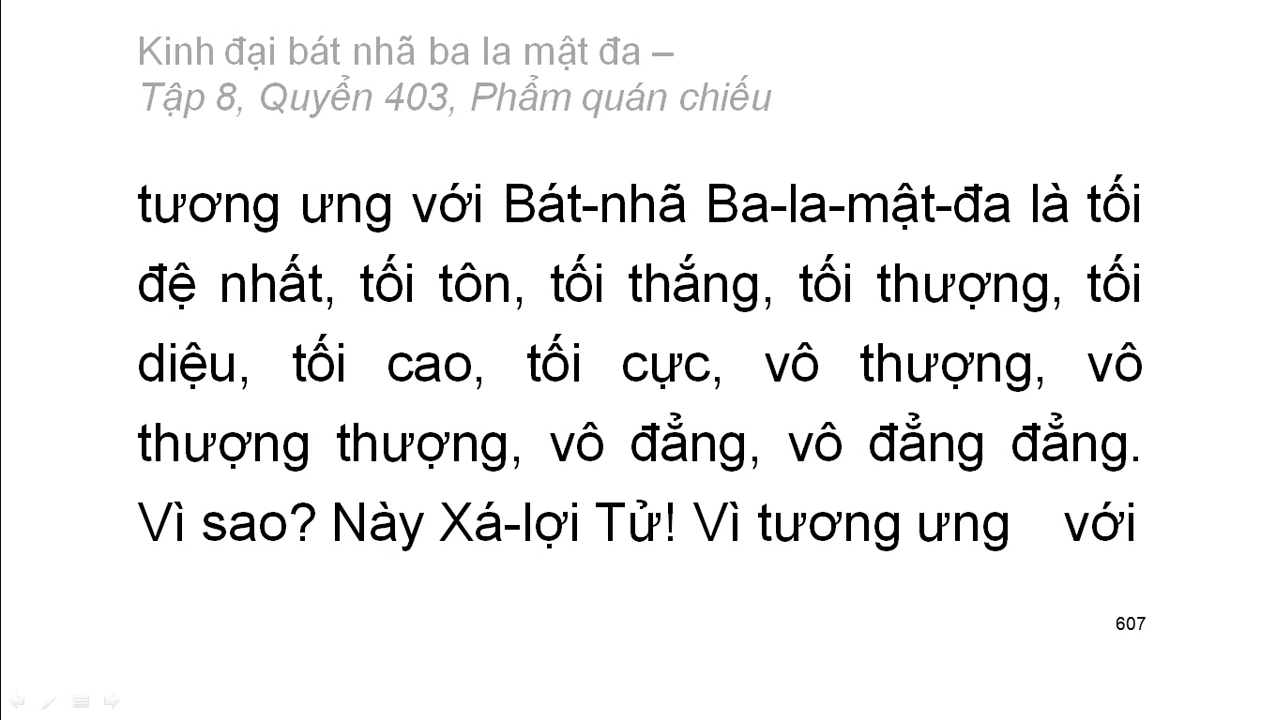 Kinh đại bát nhã ba la mật đa –
Tập 8, Quyển 403, Phẩm quán chiếu
tương ưng với Bát-nhã Ba-la-mật-đa là tối
đệ nhất, tối tôn, tối thắng, tối thượng, tối
diệu, tối cao, tối cực, vô thượng, vô
thượng thượng, vô đẳng, vô đẳng đẳng.
Vì sao? Này Xá-lợi Tử! Vì tương ưng với
607